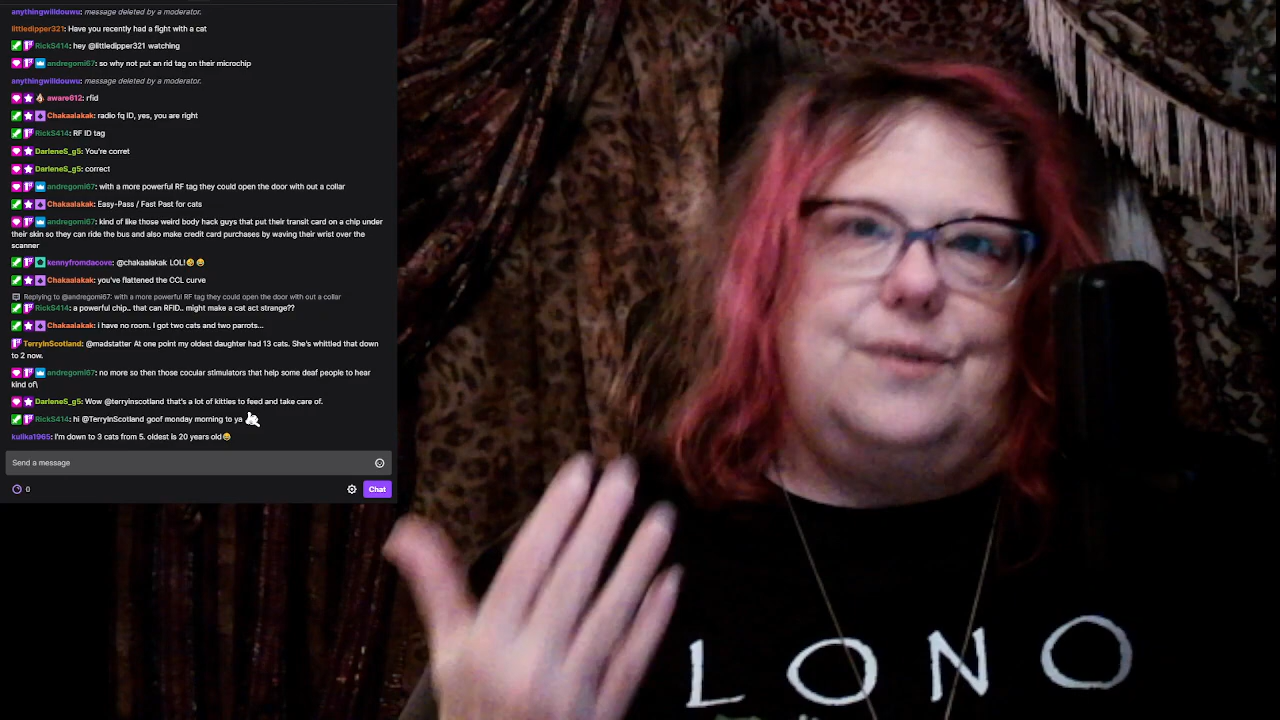 anythingwilldouwu: message deleted by a moderator.
littledipper321: Have you recently had a fight with a cat
RickS414: hey @littledipper321 watching
andregomi67: so why not put an rid tag on their microchip
anythingwilldouwu: message deleted by a moderator.
aware612: rfid
Chakaalakak: radio fq ID, yes, you are right
RickS414: RF ID tag
DarleneS_g5: You're corret
DarleneS_g5: correct
andregomi67: with a more powerful RF tag they could open the door with out a collar
Chakaalakak: Easy-Pass / Fast Past for cats
andregomi67: kind of like those weird body hack guys that put their transit card on a chip under
their skin so they can ride the bus and also make credit card purchases by waving their wrist over the
scanner
kennyfromdacove: @chakaalakak LOL!🤣😆
Chakaalakak: you've flattened the CCL curve
Replying to @andregomi67: with a more powerful RF tag they could open the door with out a collar
RickS414: a powerful chip.. that can RFID.. might make a cat act strange??
Chakaalakak: i have no room. I got two cats and two parrots...
TerryInScotland: @madstatter At one point my oldest daughter had 13 cats. She's whittled that down
to 2 now.
andregomi67: no more so then those cocular stimulators that help some deaf people to hear
kind of\
DarleneS_g5: Wow @terryinscotland that's a lot of kitties to feed and take care of.
RickS414: hi @TerryInScotland goof monday morning to ya
kulika1965: I'm down to 3 cats from 5. oldest is 20 years old😄
Send a message
0
Chat
LONO